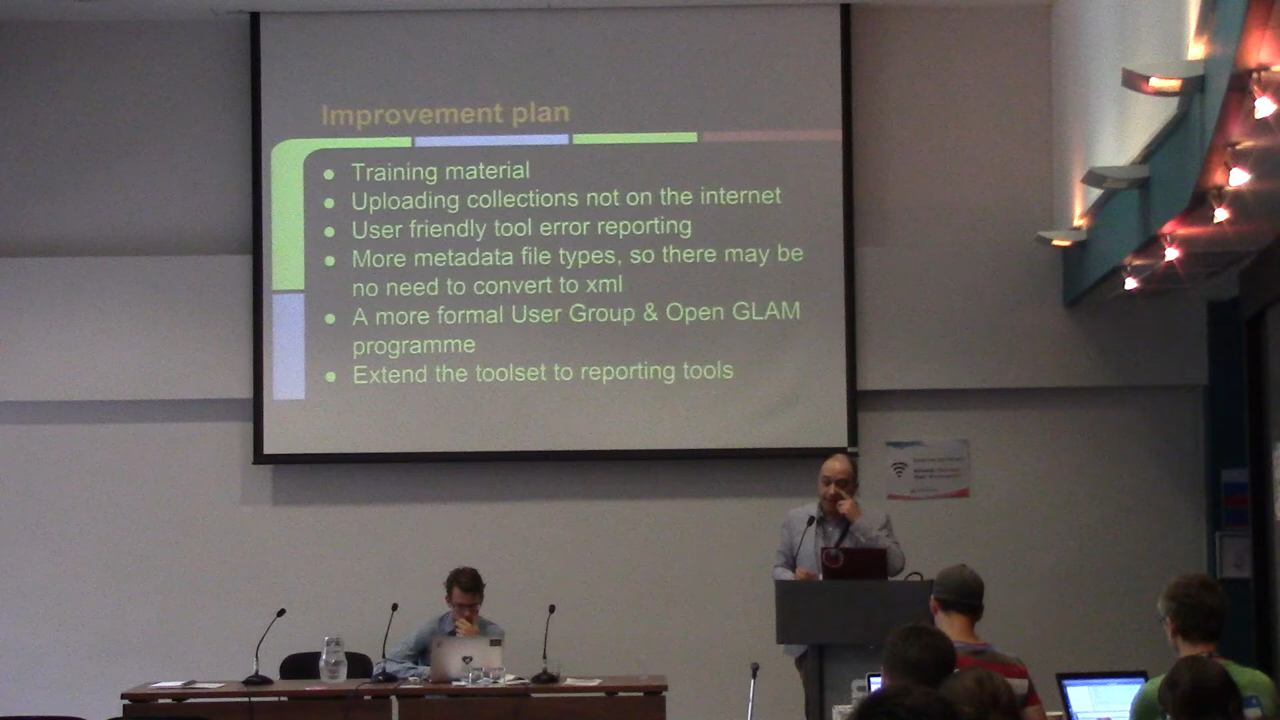 Improvement plan
● Training material
● Uploading collections not on the internet
● User friendly tool error reporting
● More metadata file types, so there may be
no need to convert to xml
● A more formal User Group & Open GLAM
programme
● Extend the toolset to reporting tools